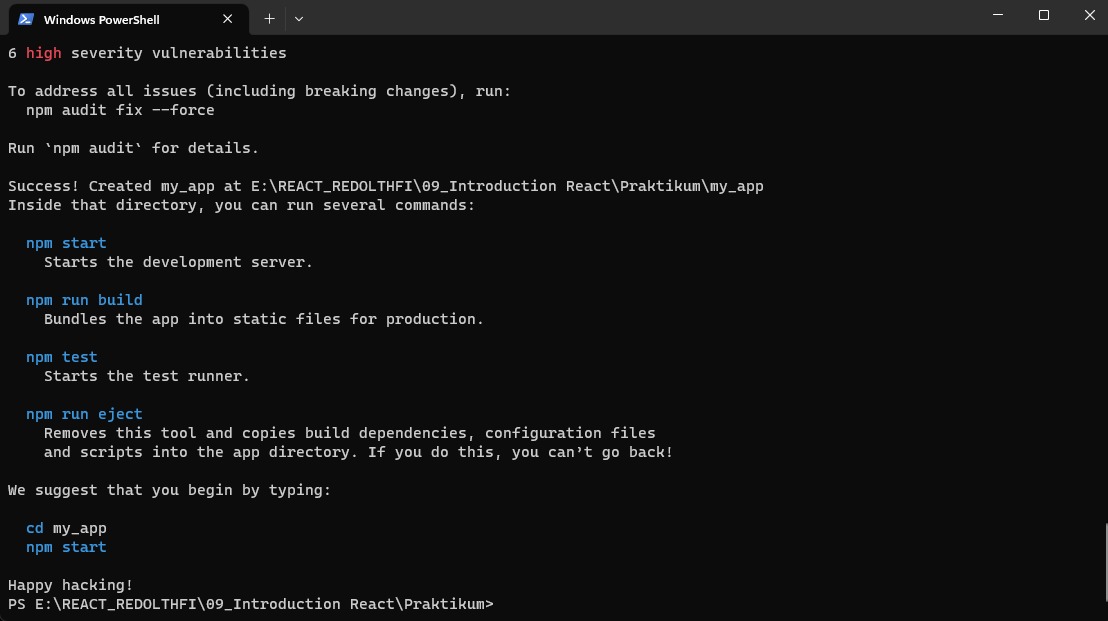 Windows PowerShell
6 high severity vulnerabilities
To address all issues (including breaking changes), run:
npm audit fix --force
Run `npm audit` for details.
Success! Created my_app at E:\REACT_REDOLTHFI\09_Introduction React\Praktikum\my_app
Inside that directory, you can run several commands:
npm start
Starts the development server.
npm run build
Bundles the app into static files for production.
npm test
Starts the test runner.
npm run eject
Removes this tool and copies build dependencies, configuration files
and scripts into the app directory. If you do this, you can’t go back!
We suggest that you begin by typing:
cd my_app
npm start
Happy hacking!
PS E:\REACT_REDOLTHFI\09_Introduction React\Praktikum>